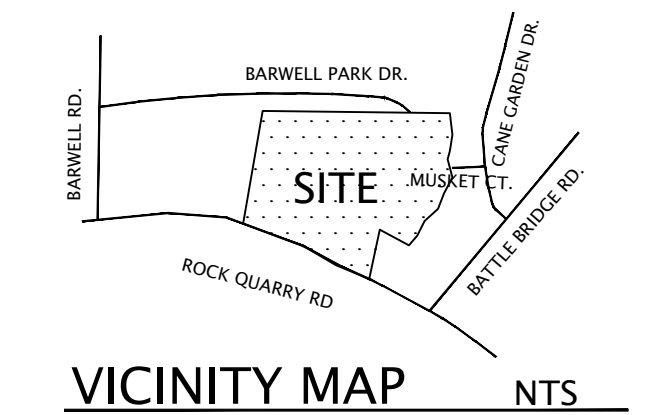 BARWELL PARK DR.
CANE GARDEN DR.
BARWELL RD.
SITE
MUSKET CT.
BATTLE BRIDGE RD.
ROCK QUARRY RD
VICINITY MAP
NTS